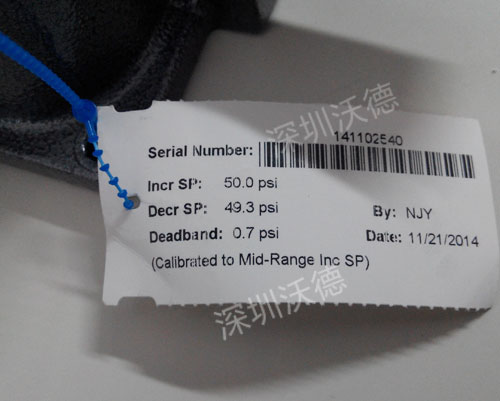 深圳沃德
141102540
Serial Number:
Incr SP: 50.0 psi
Decr SP: 49.3 psi
By: NJY
Deadband: 0.7 psi
Date: 11/21/2014
(Calibrated to Mid-Range Inc SP)
深圳沃德